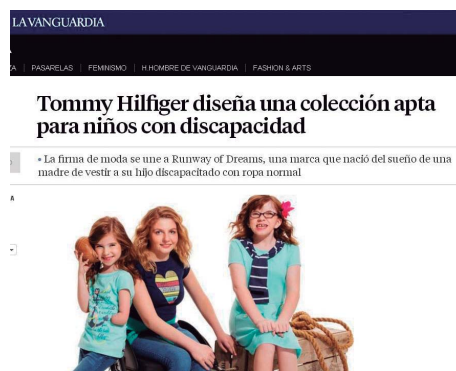 LA VANGUARDIA
PASARELAS | FEMINISMO | H.HOMBRE DE VANGUARDIA | FASHION & ARTS
Tommy Hilfiger diseña una colección apta
para niños con discapacidad
La firma de moda se une a Runway of Dreams, una marca que nació del sueño de una
madre de vestir a su hijo discapacitado con ropa normal